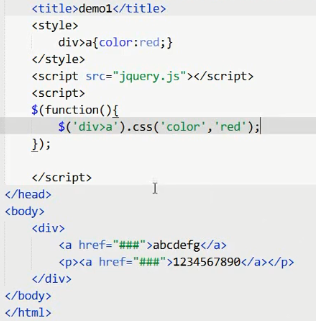 <title>demo1</title>
<style>
div>a{color:red;}
</style>
<script src="jquery.js"></script>
<script>
$(function(){
$('div>a').css('color','red');
});
</script>
</head>
<body>
<div>
<a href="###">abcdefg</a>
<p><a href="###">1234567890</a></p>
</div>
</body>
</html>